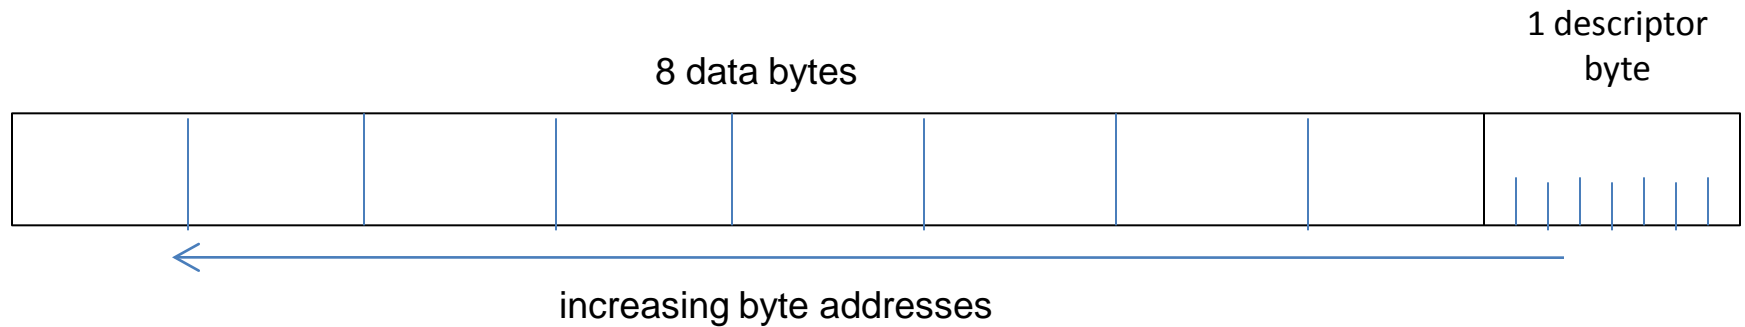 1 descriptor
byte
8 data bytes
increasing byte addresses